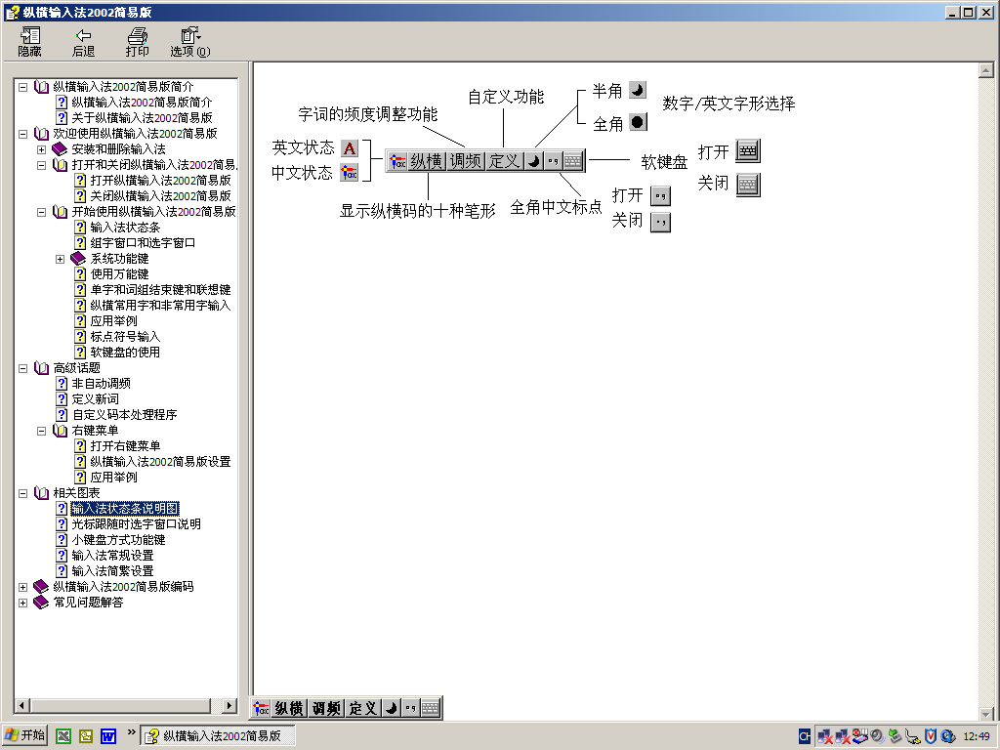 纵横输入法2002简易版
隐藏 后退 打印 选项(O)
纵横输入法2002简易版简介
纵横输入法2002简易版简介
关于纵横输入法2002简易版
欢迎使用纵横输入法2002简易版
安装和删除输入法
打开和关闭纵横输入法2002简易
打开纵横输入法2002简易版
关闭纵横输入法2002简易版
开始使用纵横输入法2002简易版
输入法状态条
组字窗口和选字窗口
系统功能键
使用万能键
单字和词组结束键和联想键
纵横常用字和非常用字输入
应用举例
标点符号输入
软键盘的使用
高级话题
非自动调频
定义新词
自定义码本处理程序
右键菜单
打开右键菜单
纵横输入法2002简易版设置
应用举例
相关图表
输入法状态条说明图
光标跟随时选字窗口说明
小键盘方式功能键
输入法常规设置
输入法简繁设置
纵横输入法2002简易版编码
常见问题解答
自定义功能
半角
字词的频度调整功能
全角
数字/英文字形选择
英文状态 A
中文状态
纵横 调频 定义
软键盘
打开
关闭
显示纵横码的十种笔形
全角中文标点
打开
关闭
纵横 调频 定义
开始
纵横输入法2002简易版
CH
12:49